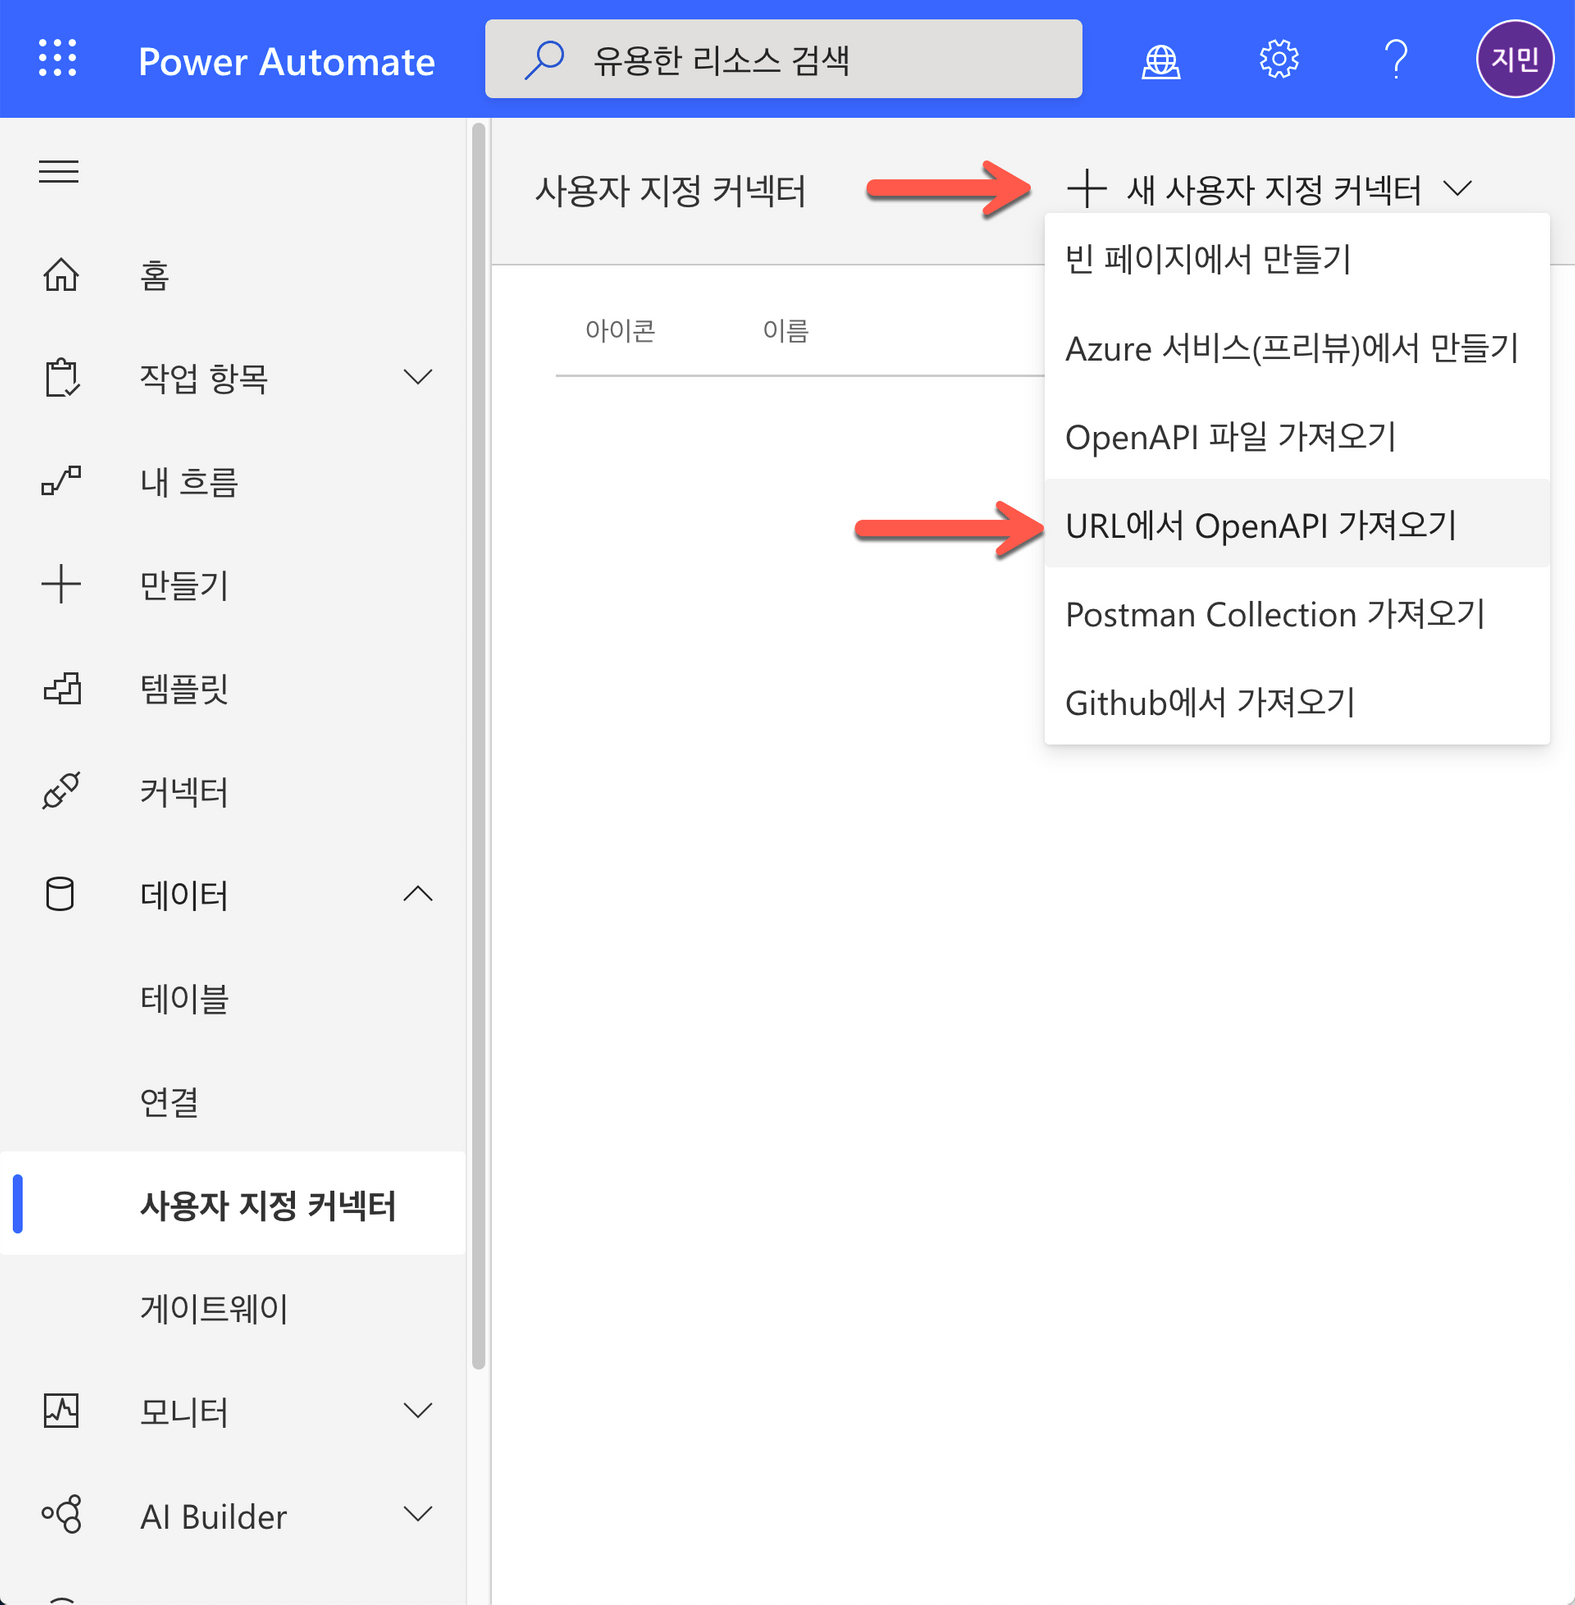 Power Automate
유용한 리소스 검색
지민
홈
작업 항목
내 흐름
만들기
템플릿
커넥터
데이터
테이블
연결
사용자 지정 커넥터
게이트웨이
모니터
AI Builder
사용자 지정 커넥터
새 사용자 지정 커넥터
아이콘
이름
빈 페이지에서 만들기
Azure 서비스(프리뷰)에서 만들기
OpenAPI 파일 가져오기
URL에서 OpenAPI 가져오기
Postman Collection 가져오기
Github에서 가져오기